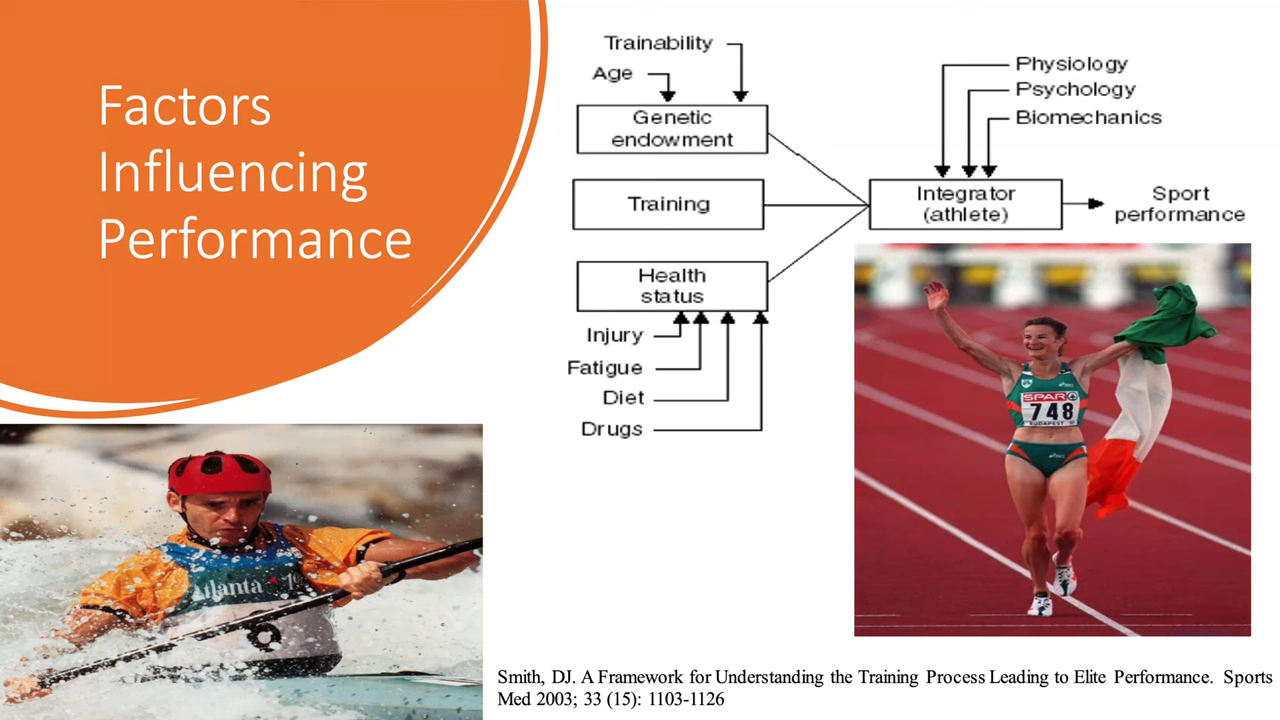 Factors
Influencing
Performance
Trainability
Age
Genetic
endowment
Training
Health
status
Injury
Fatigue
Diet
Drugs
Physiology
Psychology
Biomechanics
Integrator
(athlete)
Sport
performance
SPAR
748
BUDAPEST
Atlanta
Smith, DJ. A Framework for Understanding the Training Process Leading to Elite Performance. Sports
Med 2003; 33 (15): 1103-1126